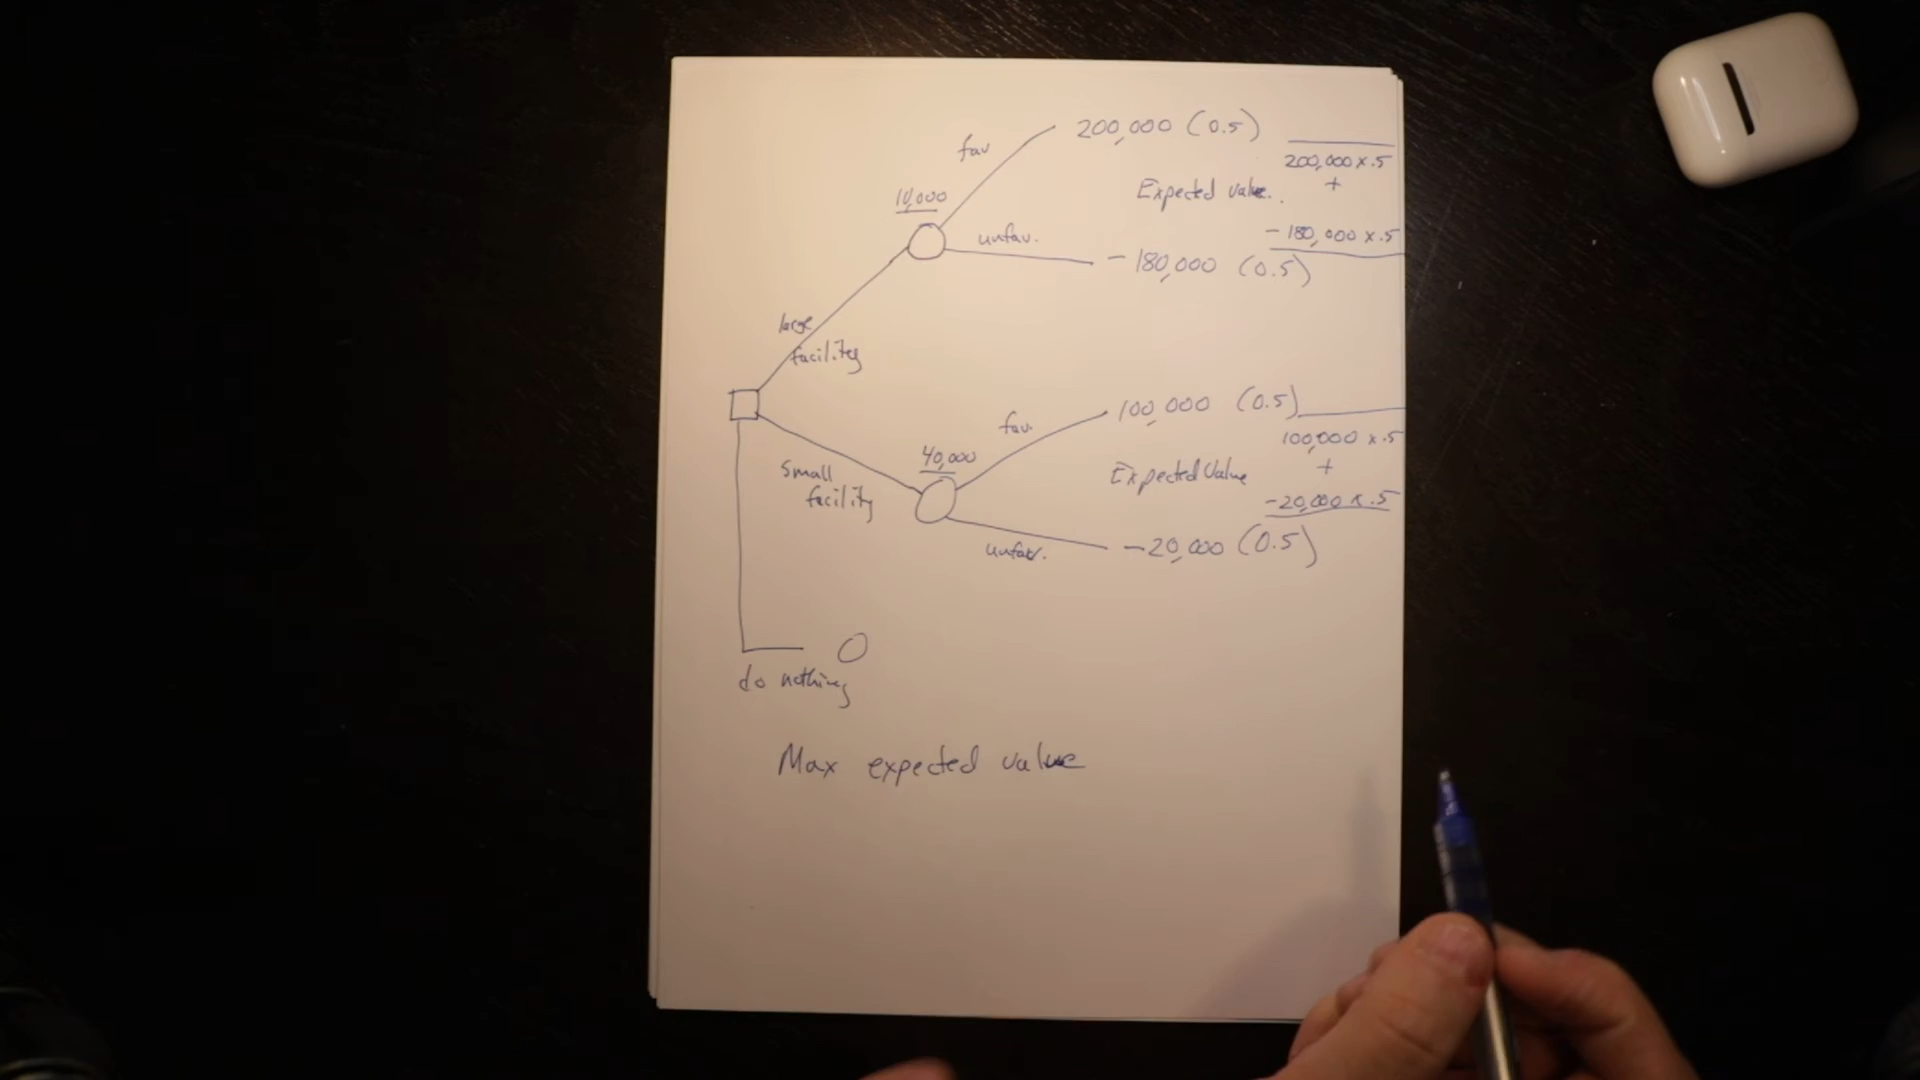 200,000 (0.5)
fav
200,000 x .5
+
Expected value.
10,000
unfav.
- 180,000 x .5
- 180,000 (0.5)
large
facility
100,000 (0.5)
fav.
100,000 x .5
+
40,000
Expected Value
small
facility
-20,000 x .5
-20,000 (0.5)
unfav.
0
do nothing
Max expected value